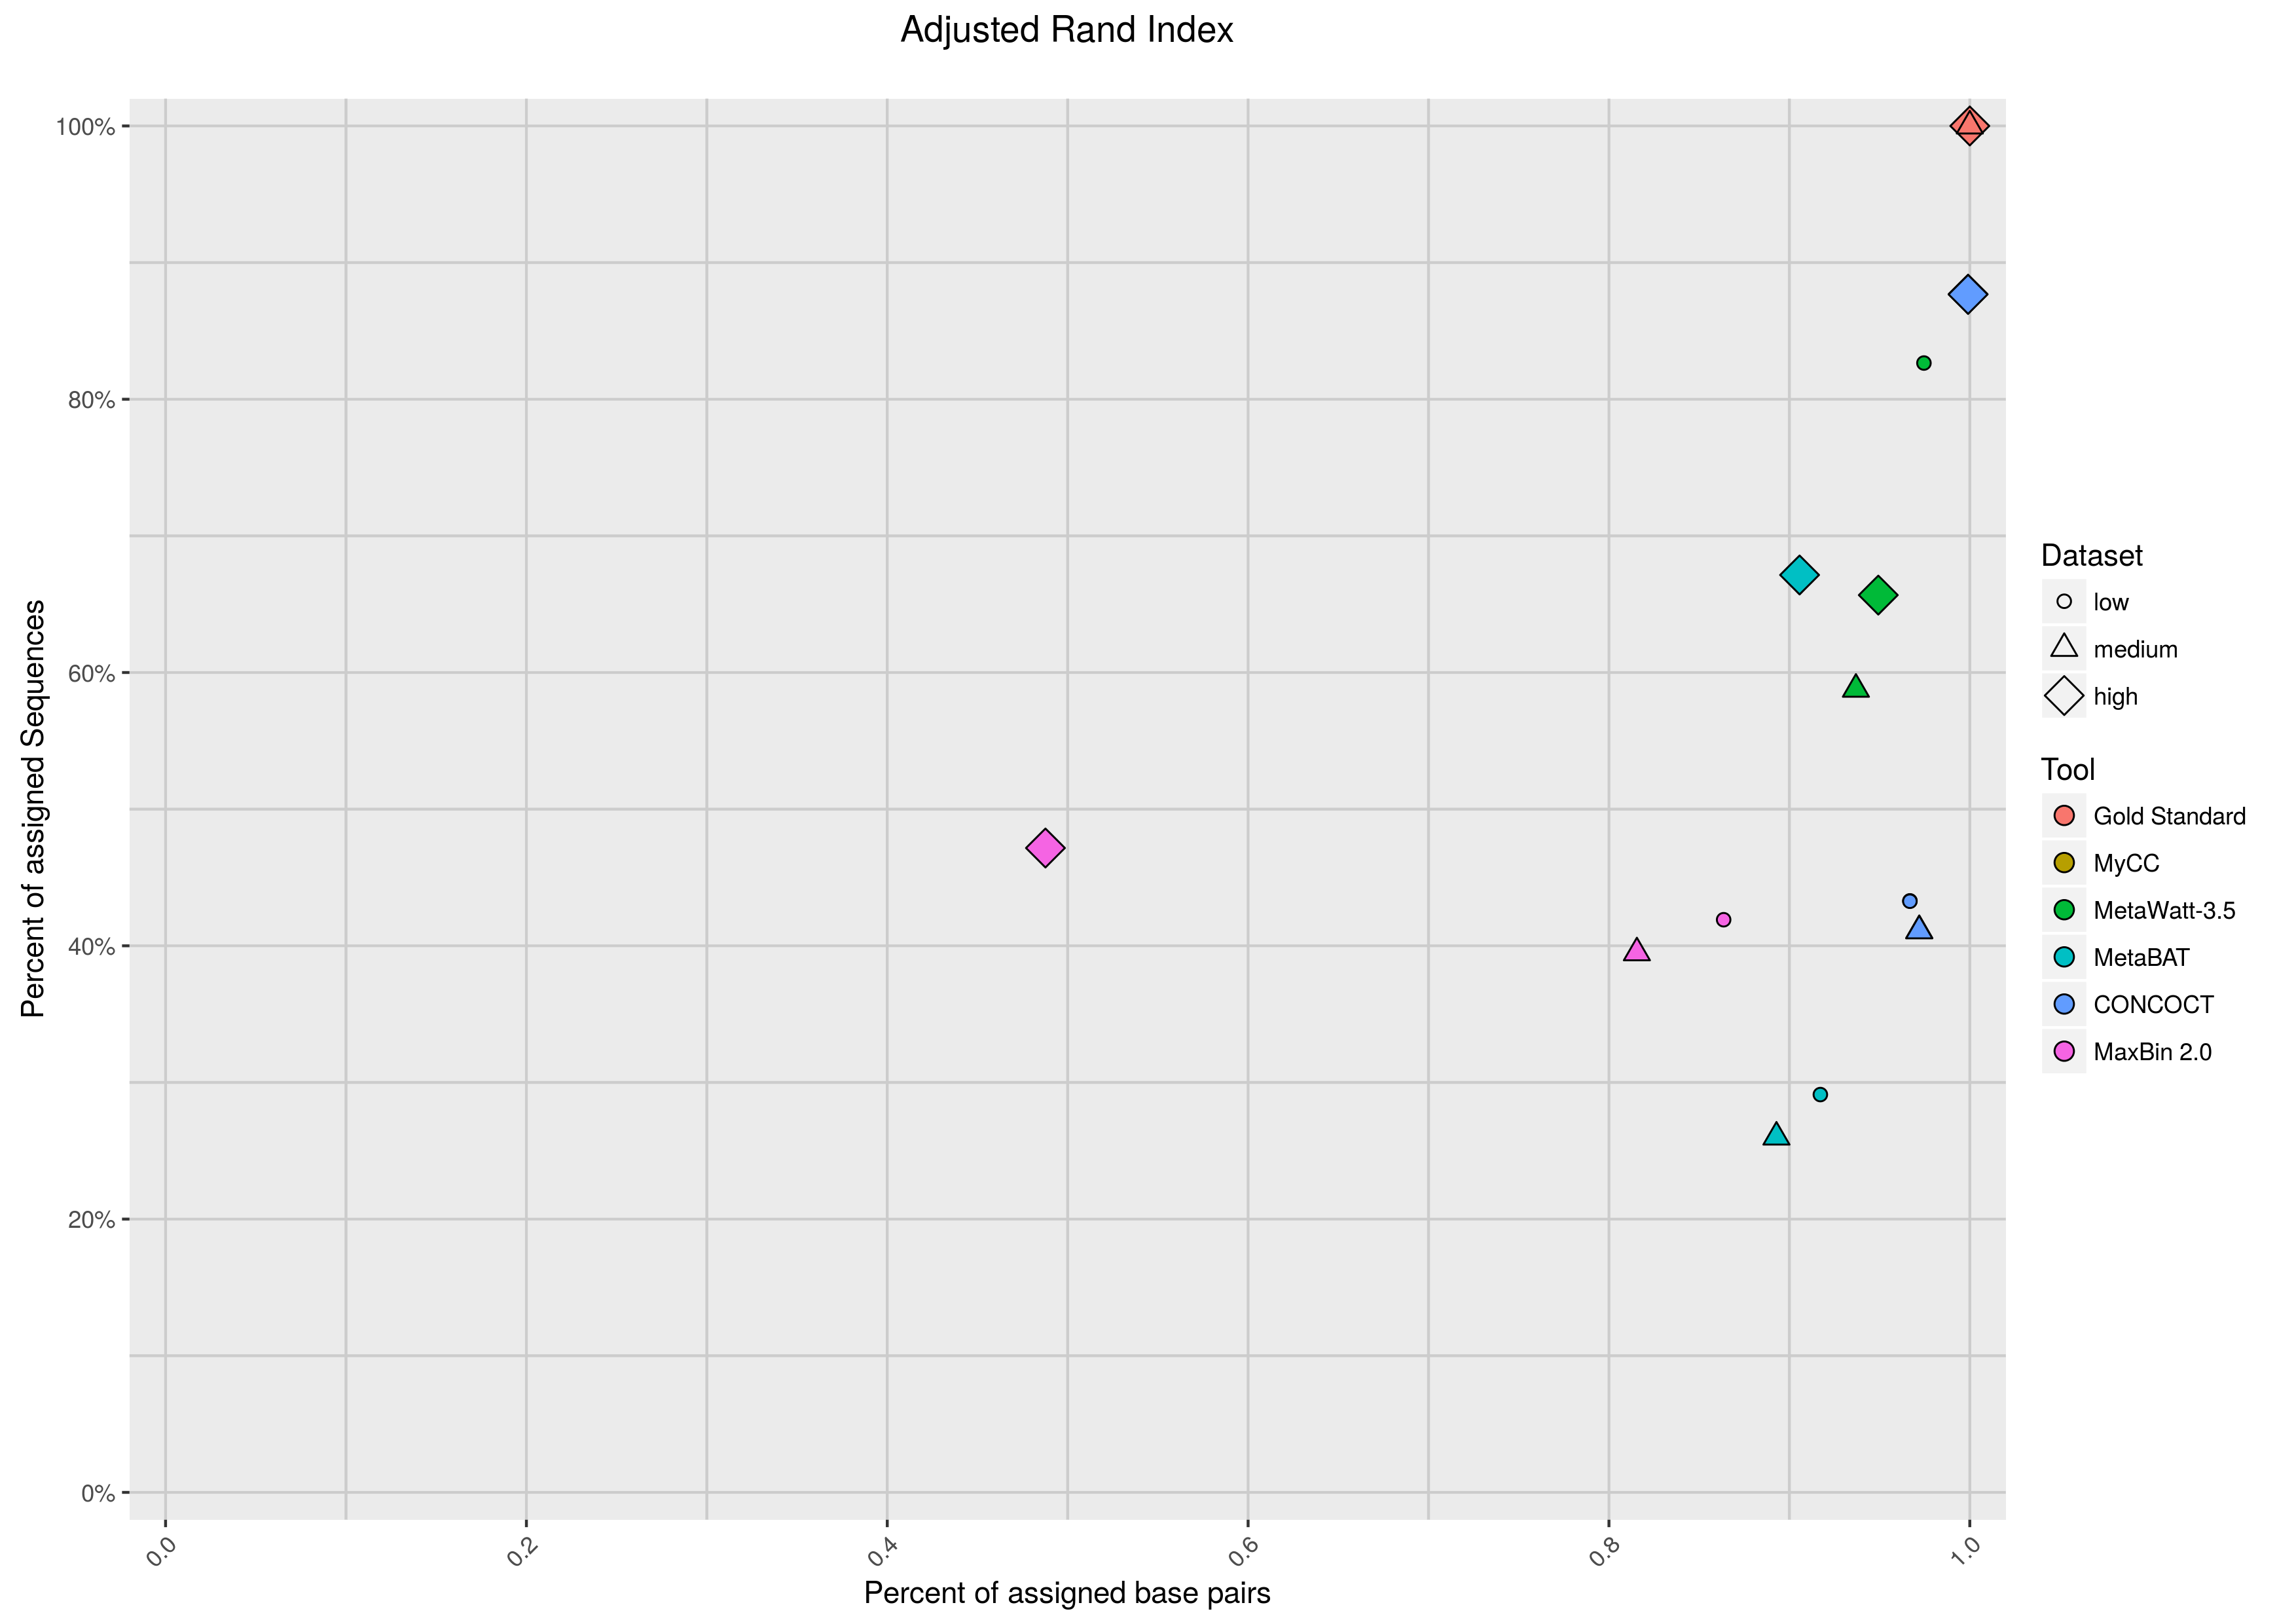 Adjusted Rand Index
Percent of assigned Sequences
100%
80%
60%
40%
20%
0%
0.0
0.2
0.4
0.6
0.8
1.0
Percent of assigned base pairs
Dataset
low
medium
high
Tool
Gold Standard
MyCC
MetaWatt-3.5
MetaBAT
CONCOCT
MaxBin 2.0